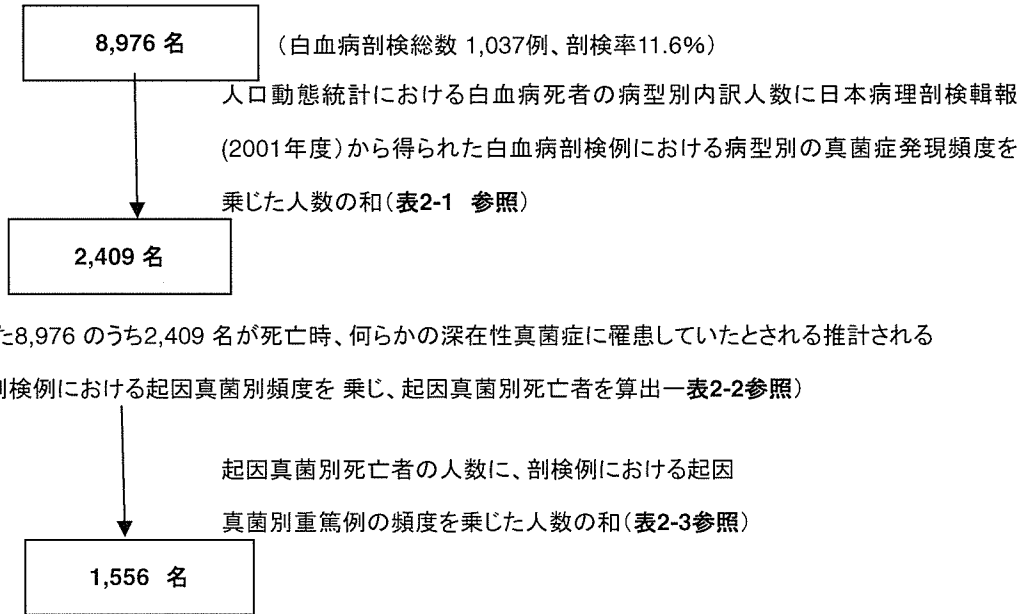 8,976 名 （白血病剖検総数 1,037例、剖検率11.6%）
人口動態統計における白血病死者の病型別内訳人数に日本病理剖検輯報
(2001年度）から得られた白血病剖検例における病型別の真菌症発現頻度を
乗じた人数の和（表2-1 参照）
2,409 名
た8,976 のうち2,409 名が死亡時、何らかの深在性真菌症に罹患していたとされる推計される
検例における起因真菌別頻度を 乗じ、起因真菌別死亡者を算出ー表2-2参照）
起因真菌別死亡者の人数に、剖検例における起因
真菌別重篤例の頻度を乗じた人数の和（表2-3参照）
1,556 名